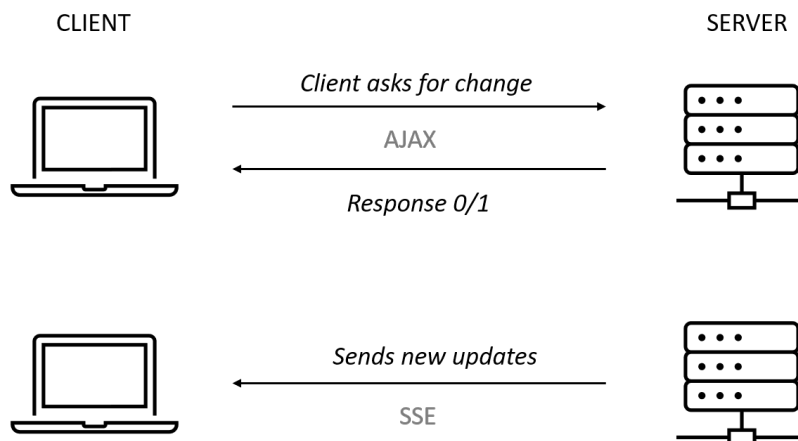 CLIENT
SERVER
Client asks for change
AJAX
Response 0/1
Sends new updates
SSE